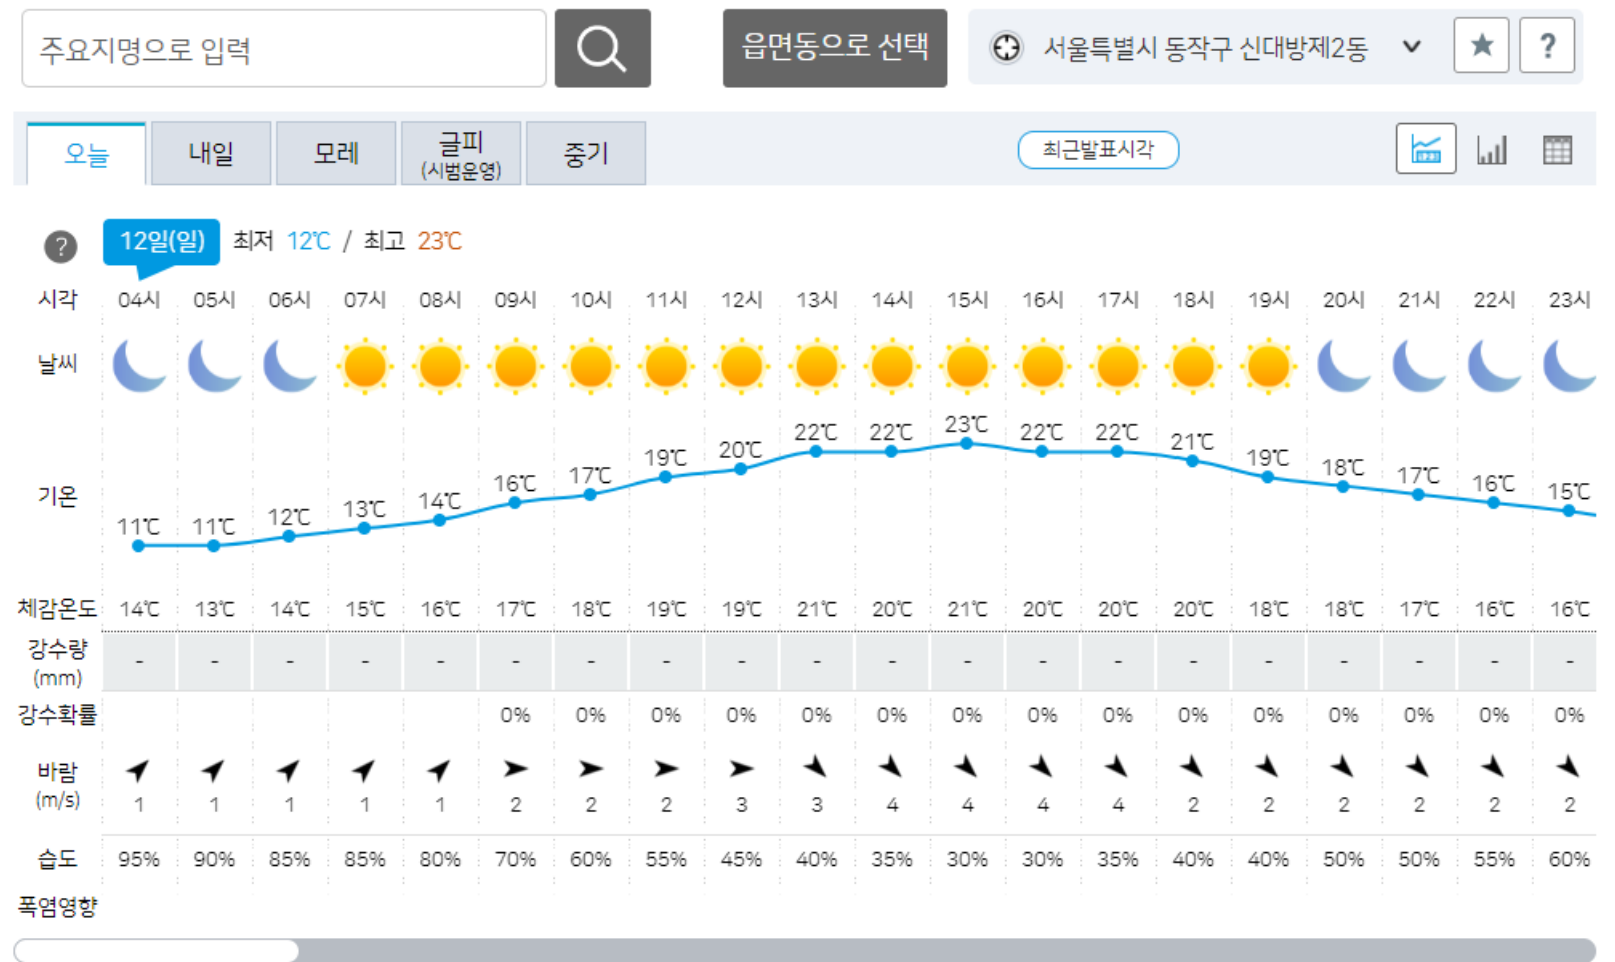 주요지명으로 입력
읍면동으로 선택
서울특별시 동작구 신대방제2동
?
오늘
내일
모레
글피
(시범운영)
중기
최근발표시각
?
12일(일) 최저 12℃ / 최고 23℃
시각 04시 05시 06시 07시 08시 09시 10시 11시 12시 13시 14시 15시 16시 17시 18시 19시 20시 21시 22시 23시
날씨
기온 11℃ 11℃ 12℃ 13℃ 14℃ 16℃ 17℃ 19℃ 20℃ 22℃ 22℃ 23℃ 22℃ 22℃ 21℃ 19℃ 18℃ 17℃ 16℃ 15℃
체감온도 14℃ 13℃ 14℃ 15℃ 16℃ 17℃ 18℃ 19℃ 19℃ 21℃ 20℃ 21℃ 20℃ 20℃ 20℃ 18℃ 18℃ 17℃ 16℃ 16℃
강수량
(mm) - - - - - - - - - - - - - - - - - - - -
강수확률 0% 0% 0% 0% 0% 0% 0% 0% 0% 0% 0% 0% 0% 0% 0%
바람
(m/s) 1 1 1 1 1 2 2 2 3 3 4 4 4 4 2 2 2 2 2 2
습도 95% 90% 85% 85% 80% 70% 60% 55% 45% 40% 35% 30% 30% 35% 40% 40% 50% 50% 55% 60%
폭염영향